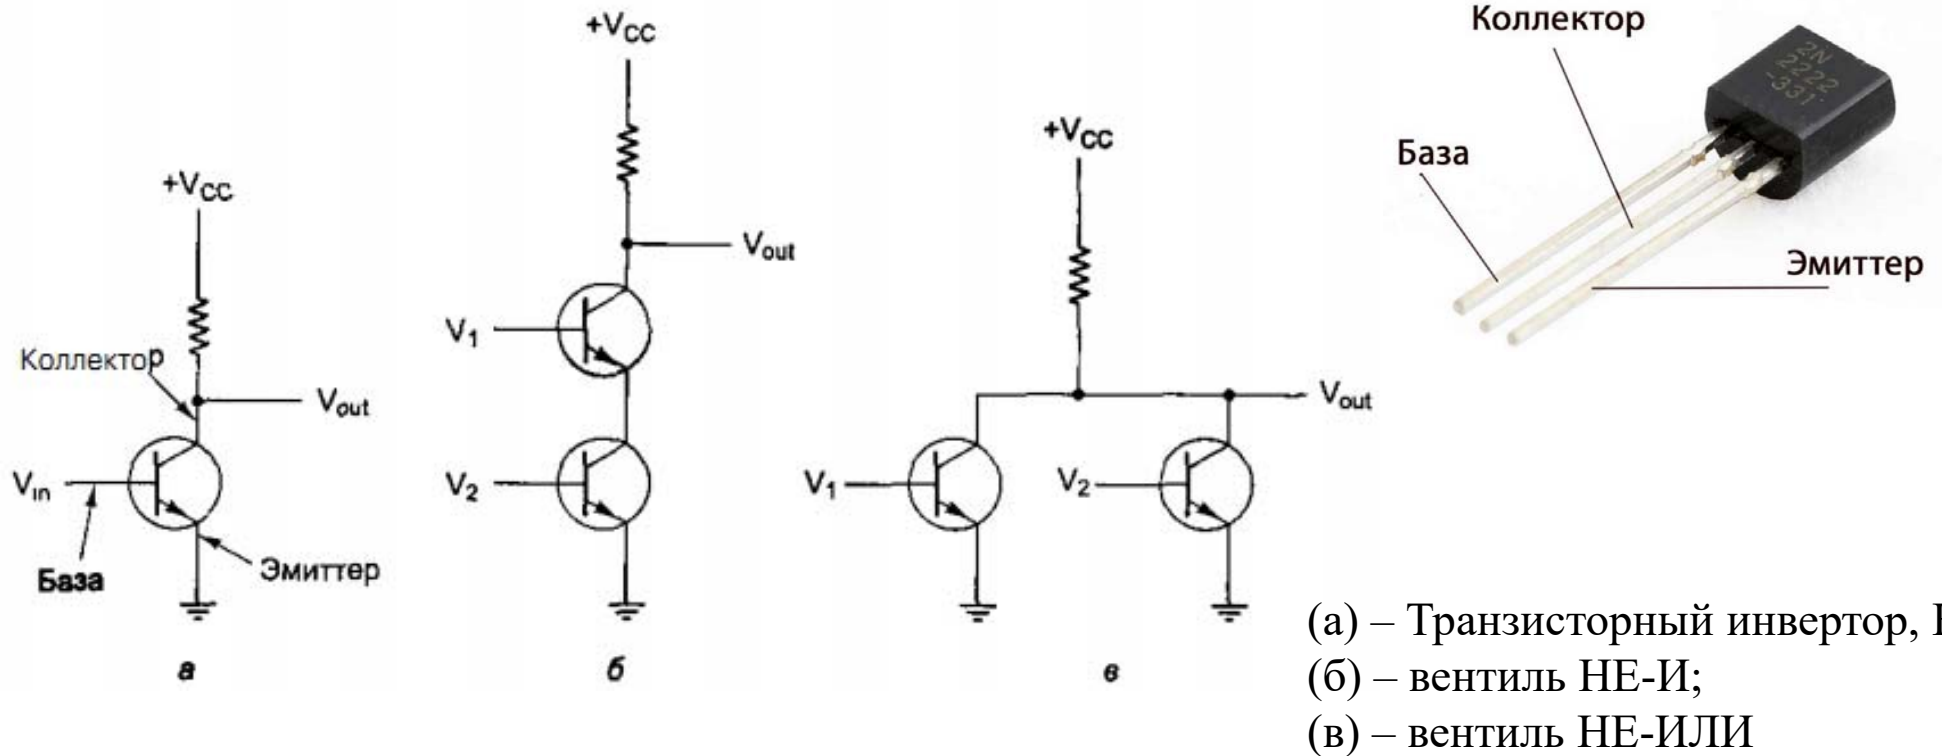 +VCC
Коллектор
Vout
Vin
База
Эмиттер
а
+VCC
Vout
V1
V2
б
+VCC
Vout
V1
V2
в
Коллектор
База
Эмиттер
2N
2222
-331
(а) – Транзисторный инвертор,
(б) – вентиль НЕ-И;
(в) – вентиль НЕ-ИЛИ